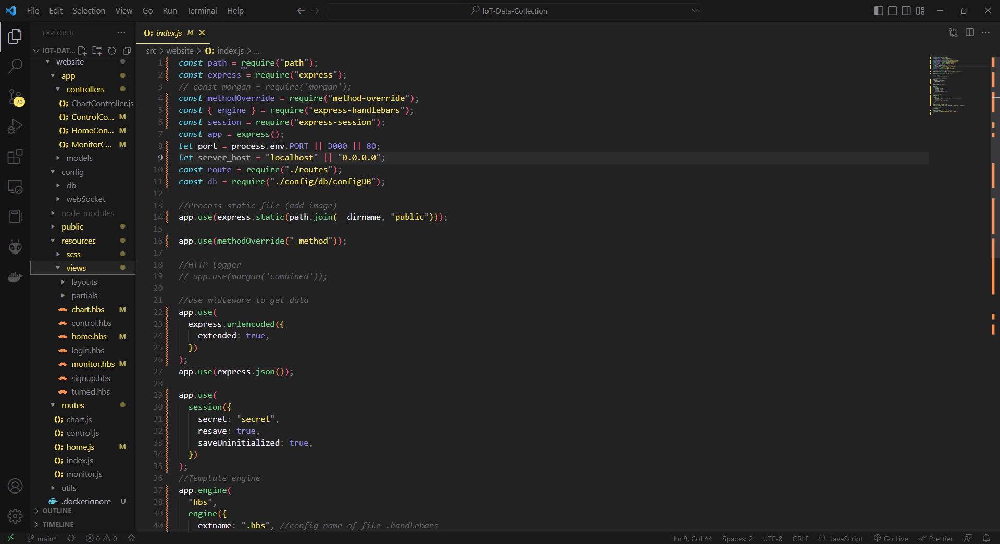 File Edit Selection View Go Run Terminal Help
IoT-Data-Collection
EXPLORER
IOT-DAT...
website
app
controllers
ChartController.js
ControlCo... M
HomeCon... M
MonitorC... M
models
config
db
webSocket
node_modules
public
resources
scss
views
layouts
partials
chart.hbs M
control.hbs
home.hbs M
login.hbs
monitor.hbs M
signup.hbs
turned.hbs
routes
chart.js
control.js
home.js M
index.js
monitor.js
utils
.dockerignore U
OUTLINE
TIMELINE
20
index.js M
src > website > index.js > ...
1 const path = require("path");
2 const express = require("express");
3 // const morgan = require('morgan');
4 const methodOverride = require("method-override");
5 const { engine } = require("express-handlebars");
6 const session = require("express-session");
7 const app = express();
8 let port = process.env.PORT || 3000 || 80;
9 let server_host = "localhost" || "0.0.0.0";
10 const route = require("./routes");
11 const db = require("./config/db/configDB");
12
13 //Process static file (add image)
14 app.use(express.static(path.join(__dirname, "public")));
15
16 app.use(methodOverride("_method"));
17
18 //HTTP logger
19 // app.use(morgan('combined'));
20
21 //use midleware to get data
22 app.use(
23 express.urlencoded({
24 extended: true,
25 })
26 );
27 app.use(express.json());
28
29 app.use(
30 session({
31 secret: "secret",
32 resave: true,
33 saveUninitialized: true,
34 })
35 );
36 //Template engine
37 app.engine(
38 "hbs",
39 engine({
40 extname: ".hbs", //config name of file .handlebars
main* 0 0
Ln 9, Col 44 Spaces: 2 UTF-8 CRLF {} JavaScript Go Live Prettier